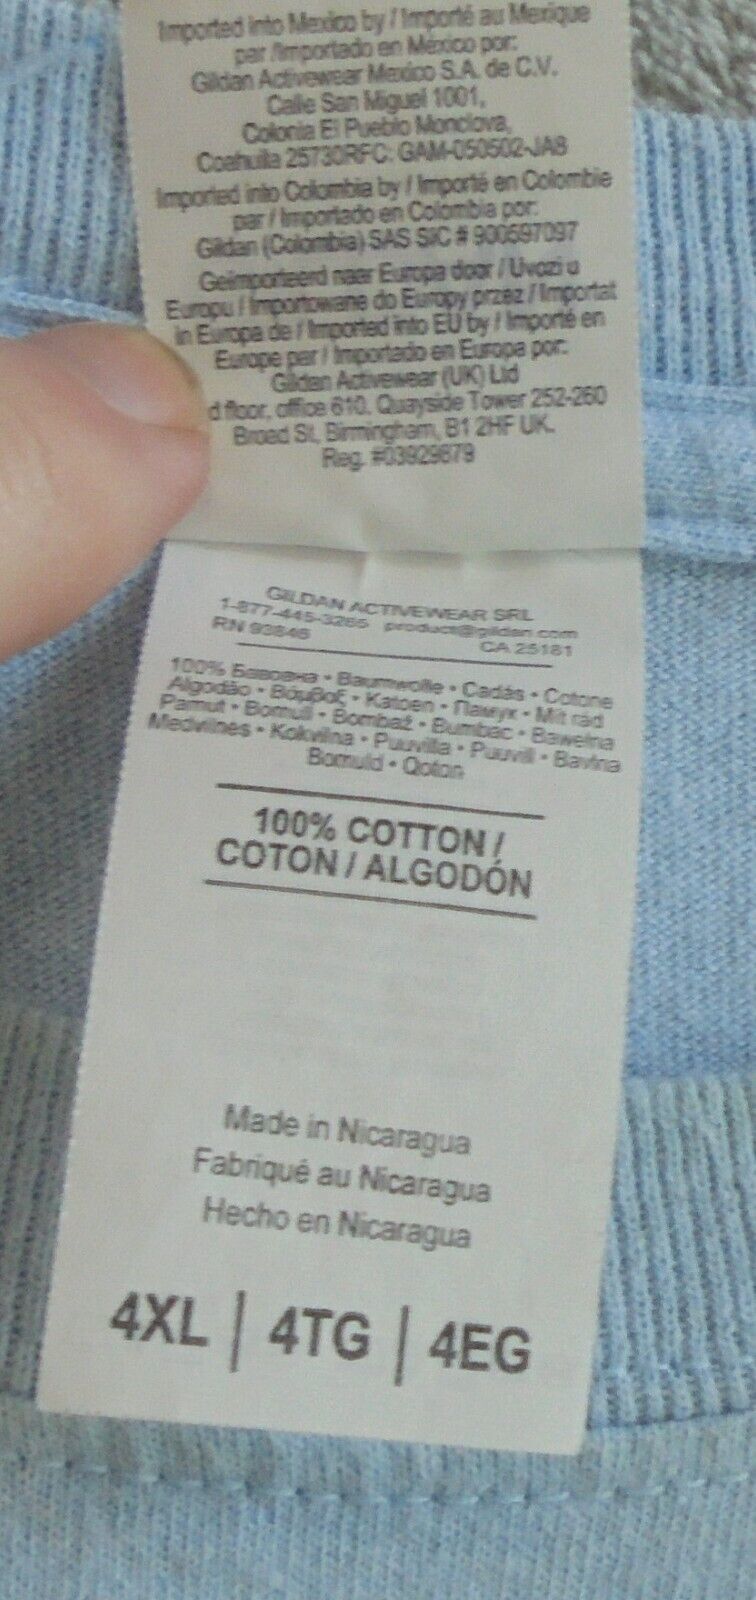 Imported into Mexico by / Importé au Mexique
par /Importado en México por:
Gildan Activewear Mexico S.A. de C.V.
Calle San Miguel 1001,
Colonia El Pueblo Monclova,
Coahuila 25730RFC: GAM-050502-JA8
Imported into Colombia by / Importé en Colombie
par / Importado en Colombia por:
Gildan (Colombia) SAS SIC # 900697097
Geïmporteerd naar Europa door / Uvozi u
Europu / Importowane do Europy przez / Importat
in Europa de / Imported into EU by / Importé en
Europe par / Importado en Europa por:
Gildan Activewear (UK) Ltd
d floor, office 610. Quayside Tower 252-260
Broad St, Birmingham, B1 2HF UK.
Reg. #03929879
GILDAN ACTIVEWEAR SRL
1-877-445-3265 product@gildan.com
RN 93846 CA 25181
100% Бавовна • Baumwolle • Cadás • Cotone
Algodão • Βόμβοξ • Katoen • Памук • Mit rád
Pamut • Bomull • Bombaž • Bumbac • Bawełna
Medvilnės • Kokvilna • Puuvilla • Puuvill • Bavlna
Bomuld • Qoton
100% COTTON /
COTON / ALGODÓN
Made in Nicaragua
Fabriqué au Nicaragua
Hecho en Nicaragua
4XL | 4TG | 4EG